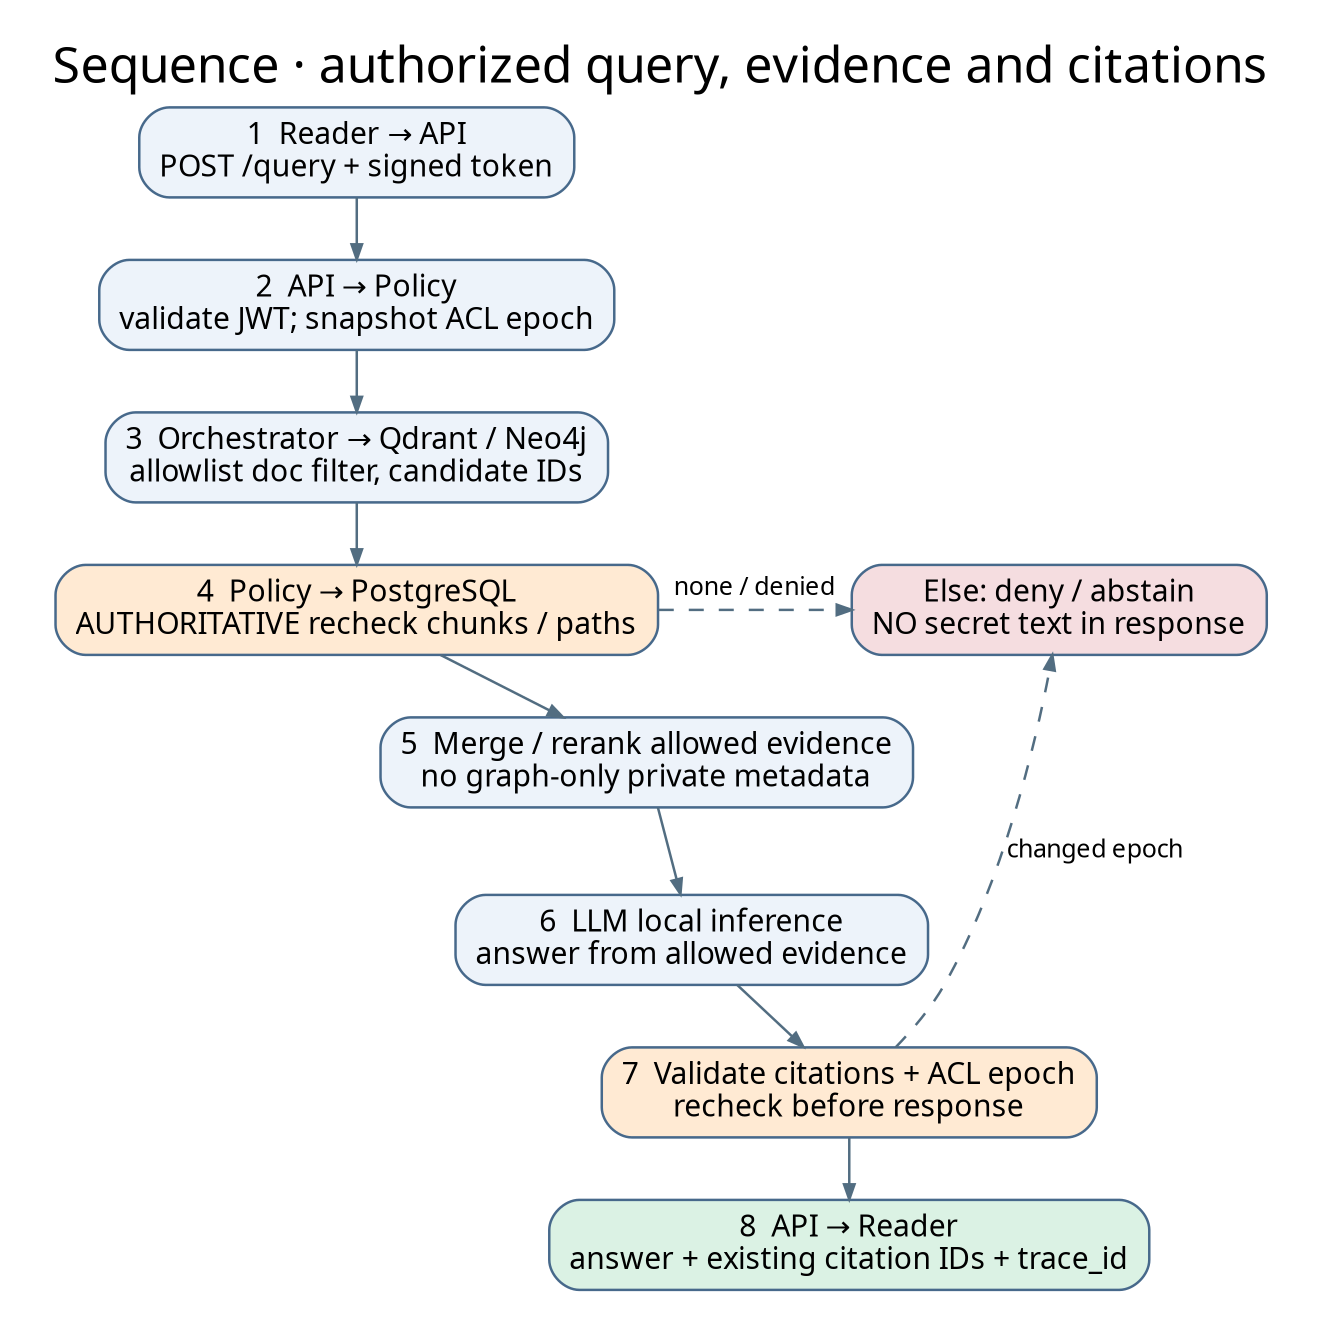 Sequence · authorized query, evidence and citations
1 Reader → API
POST /query + signed token
2 API → Policy
validate JWT; snapshot ACL epoch
3 Orchestrator → Qdrant / Neo4j
allowlist doc filter, candidate IDs
4 Policy → PostgreSQL
AUTHORITATIVE recheck chunks / paths
none / denied
Else: deny / abstain
NO secret text in response
5 Merge / rerank allowed evidence
no graph-only private metadata
changed epoch
6 LLM local inference
answer from allowed evidence
7 Validate citations + ACL epoch
recheck before response
8 API → Reader
answer + existing citation IDs + trace_id